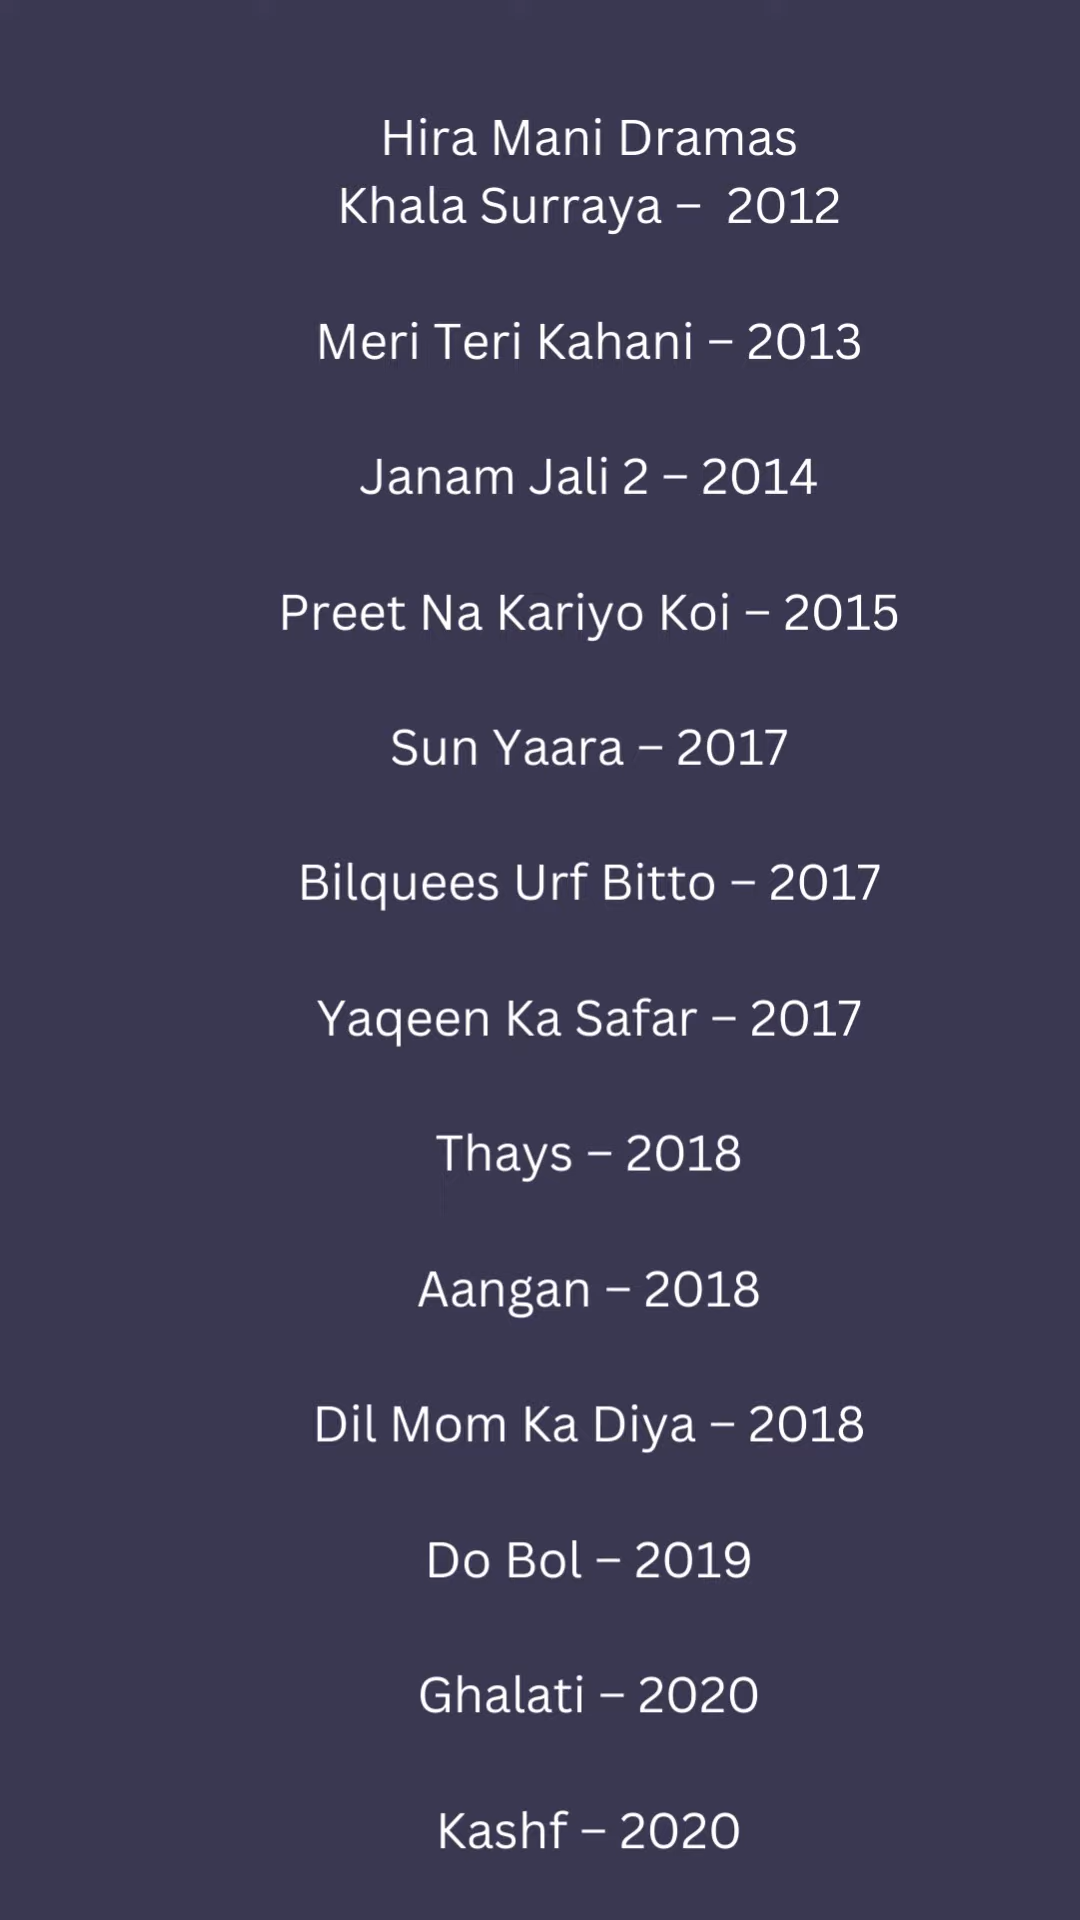 Hira Mani Dramas
Khala Surraya – 2012
Meri Teri Kahani – 2013
Janam Jali 2 – 2014
Preet Na Kariyo Koi – 2015
Sun Yaara – 2017
Bilquees Urf Bitto – 2017
Yaqeen Ka Safar – 2017
Thays – 2018
Aangan – 2018
Dil Mom Ka Diya – 2018
Do Bol – 2019
Ghalati – 2020
Kashf – 2020